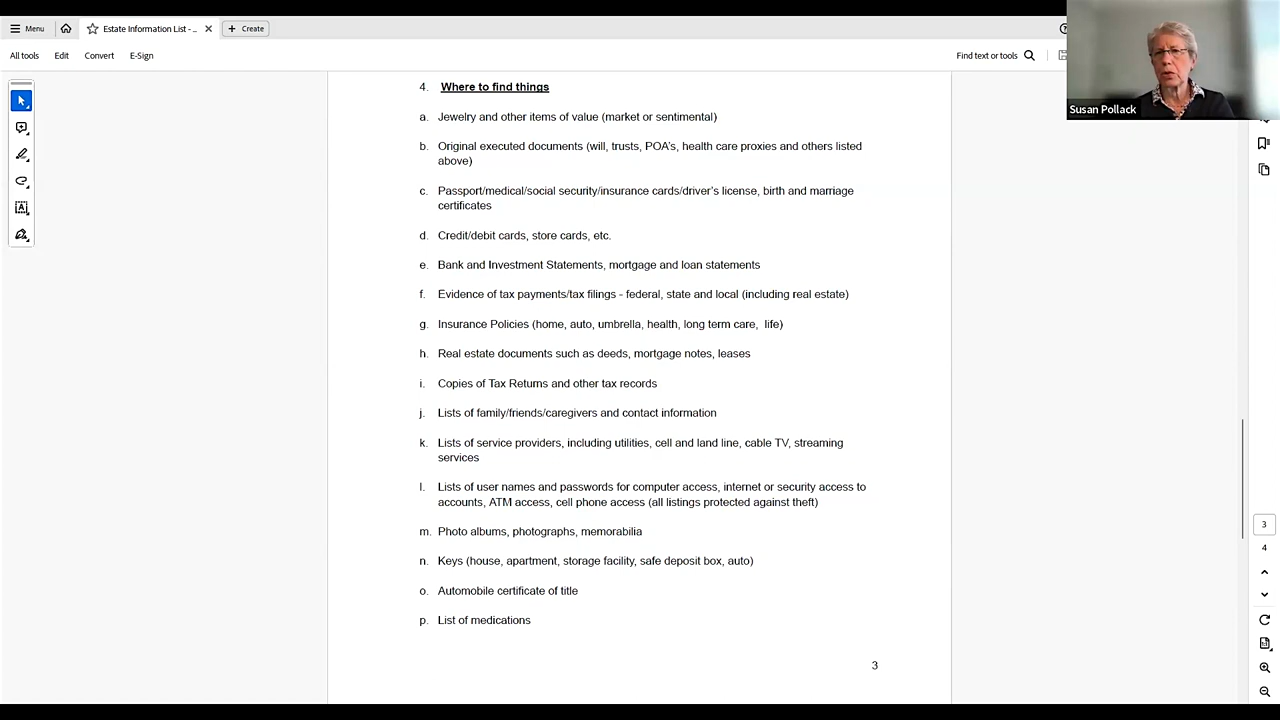 Menu
Estate Information List - ...
Create
All tools
Edit
Convert
E-Sign
Find text or tools
Susan Pollack
4. Where to find things
a. Jewelry and other items of value (market or sentimental)
b. Original executed documents (will, trusts, POA's, health care proxies and others listed
above)
c. Passport/medical/social security/insurance cards/driver's license, birth and marriage
certificates
d. Credit/debit cards, store cards, etc.
e. Bank and Investment Statements, mortgage and loan statements
f. Evidence of tax payments/tax filings - federal, state and local (including real estate)
g. Insurance Policies (home, auto, umbrella, health, long term care,  life)
h. Real estate documents such as deeds, mortgage notes, leases
i. Copies of Tax Returns and other tax records
j. Lists of family/friends/caregivers and contact information
k. Lists of service providers, including utilities, cell and land line, cable TV, streaming
services
l. Lists of user names and passwords for computer access, internet or security access to
accounts, ATM access, cell phone access (all listings protected against theft)
m. Photo albums, photographs, memorabilia
n. Keys (house, apartment, storage facility, safe deposit box, auto)
o. Automobile certificate of title
p. List of medications
3
3
4